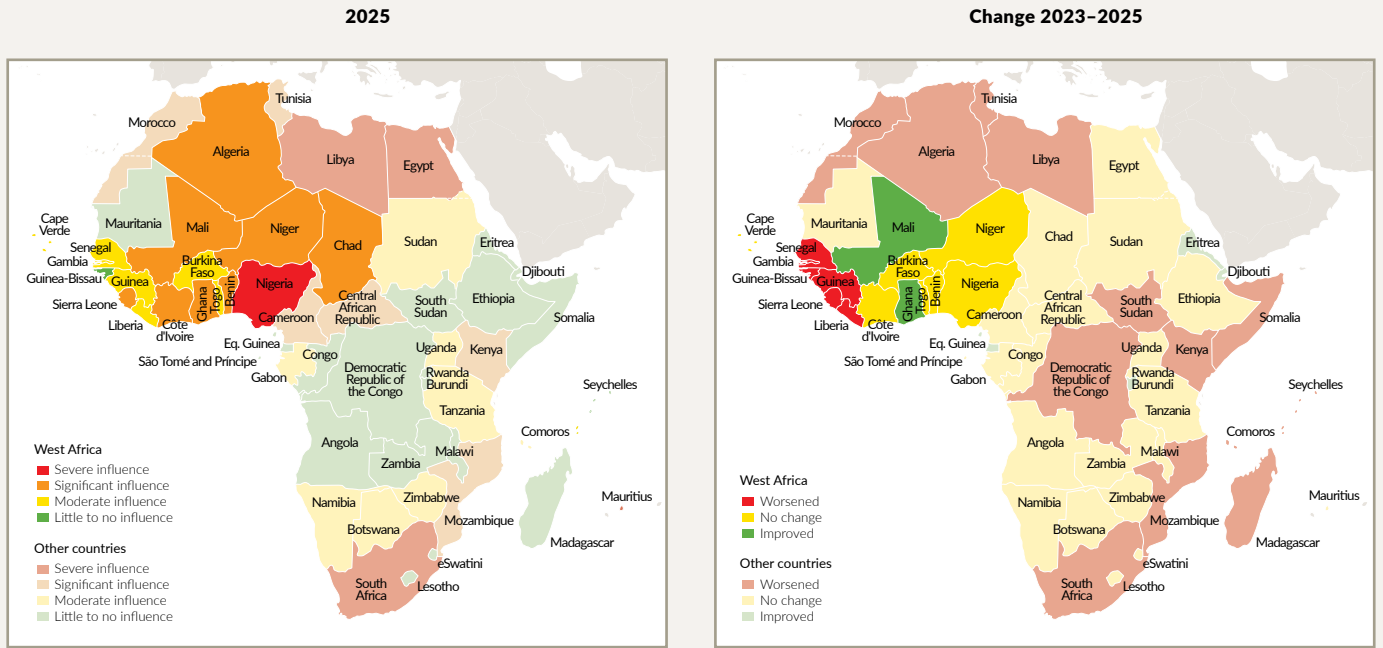 2025
Tunisia
Morocco
Algeria
Libya
Egypt
Cape
Verde
Mauritania
Mali
Niger
Chad
Sudan
Eritrea
Senegal
Gambia
Guinea-Bissau
Guinea
Burkina
Faso
Djibouti
Sierra Leone
Ghana
Togo
Benin
Nigeria
Central
African
Republic
South
Sudan
Ethiopia
Somalia
Liberia
Côte
d'Ivoire
Cameroon
Eq. Guinea
São Tomé and Príncipe
Gabon
Congo
Uganda
Kenya
Democratic
Republic of
the Congo
Rwanda
Burundi
Seychelles
Tanzania
Comoros
Angola
Malawi
Zambia
Mauritius
Namibia
Zimbabwe
Botswana
Mozambique
Madagascar
eSwatini
South
Africa
Lesotho
West Africa
Severe influence
Significant influence
Moderate influence
Little to no influence
Other countries
Severe influence
Significant influence
Moderate influence
Little to no influence
Change 2023–2025
Tunisia
Morocco
Algeria
Libya
Egypt
Cape
Verde
Mauritania
Mali
Niger
Chad
Sudan
Eritrea
Senegal
Gambia
Guinea-Bissau
Guinea
Burkina
Faso
Djibouti
Sierra Leone
Ghana
Togo
Benin
Nigeria
Central
African
Republic
South
Sudan
Ethiopia
Somalia
Liberia
Côte
d'Ivoire
Cameroon
Eq. Guinea
São Tomé and Príncipe
Gabon
Congo
Uganda
Kenya
Democratic
Republic of
the Congo
Rwanda
Burundi
Seychelles
Tanzania
Comoros
Angola
Malawi
Zambia
Mauritius
Namibia
Zimbabwe
Botswana
Mozambique
Madagascar
eSwatini
South
Africa
Lesotho
West Africa
Worsened
No change
Improved
Other countries
Worsened
No change
Improved